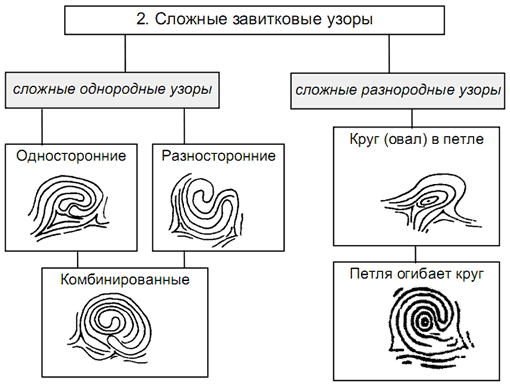 2. Сложные завитковые узоры
сложные однородные узоры
сложные разнородные узоры
Односторонние
Разносторонние
Круг (овал) в петле
Комбинированные
Петля огибает круг